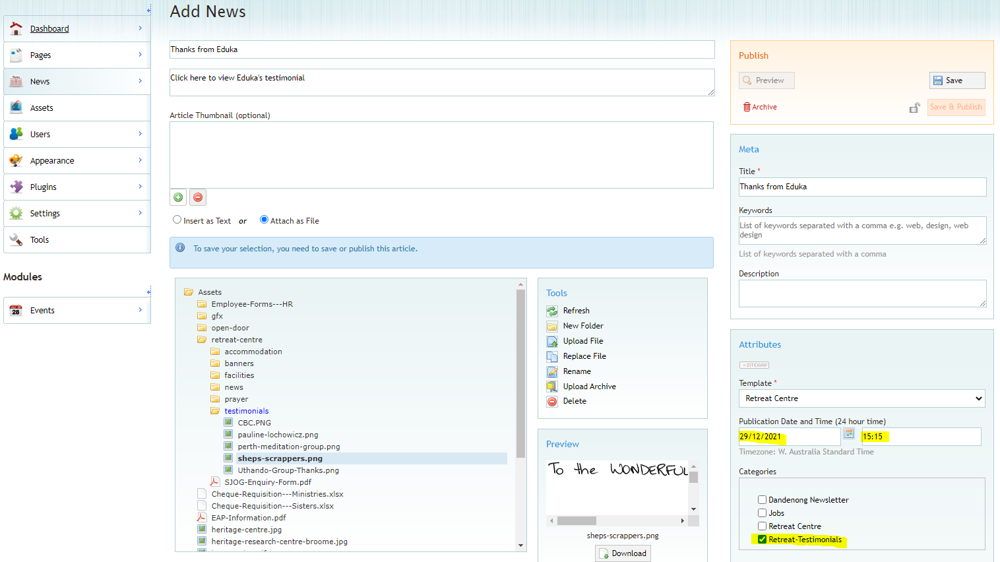 Add News
Dashboard
Pages
News
Assets
Users
Appearance
Plugins
Settings
Tools
Modules
28
Events
Thanks from Eduka
Click here to view Eduka's testimonial
Article Thumbnail (optional)
Insert as Text or Attach as File
To save your selection, you need to save or publish this article.
Assets
Employee-Forms---HR
gfx
open-door
retreat-centre
accommodation
banners
facilities
news
prayer
testimonials
CBC.PNG
pauline-lochowicz.png
perth-meditation-group.png
sheps-scrappers.png
Uthando-Group-Thanks.png
SJOG-Enquiry-Form.pdf
Cheque-Requisition---Ministries.xlsx
Cheque-Requisition---Sisters.xlsx
EAP-Information.pdf
heritage-centre.jpg
heritage-research-centre-broome.jpg
Tools
Refresh
New Folder
Upload File
Replace File
Rename
Upload Archive
Delete
Preview
To the WONDERFUL
sheps-scrappers.png
Download
Publish
Preview
Save
Archive
Save & Publish
Meta
Title *
Thanks from Eduka
Keywords
List of keywords separated with a comma e.g. web, design, web
design
List of keywords separated with a comma
Description
Attributes
×SITEMAP
Template *
Retreat Centre
Publication Date and Time (24 hour time)
29/12/2021 15:15
Timezone: W. Australia Standard Time
Categories
Dandenong Newsletter
Jobs
Retreat Centre
Retreat-Testimonials